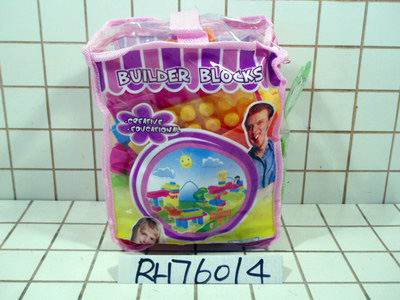 BUILDER BLOCKS
CREATIVE
EDUCATIONAL
RH76014